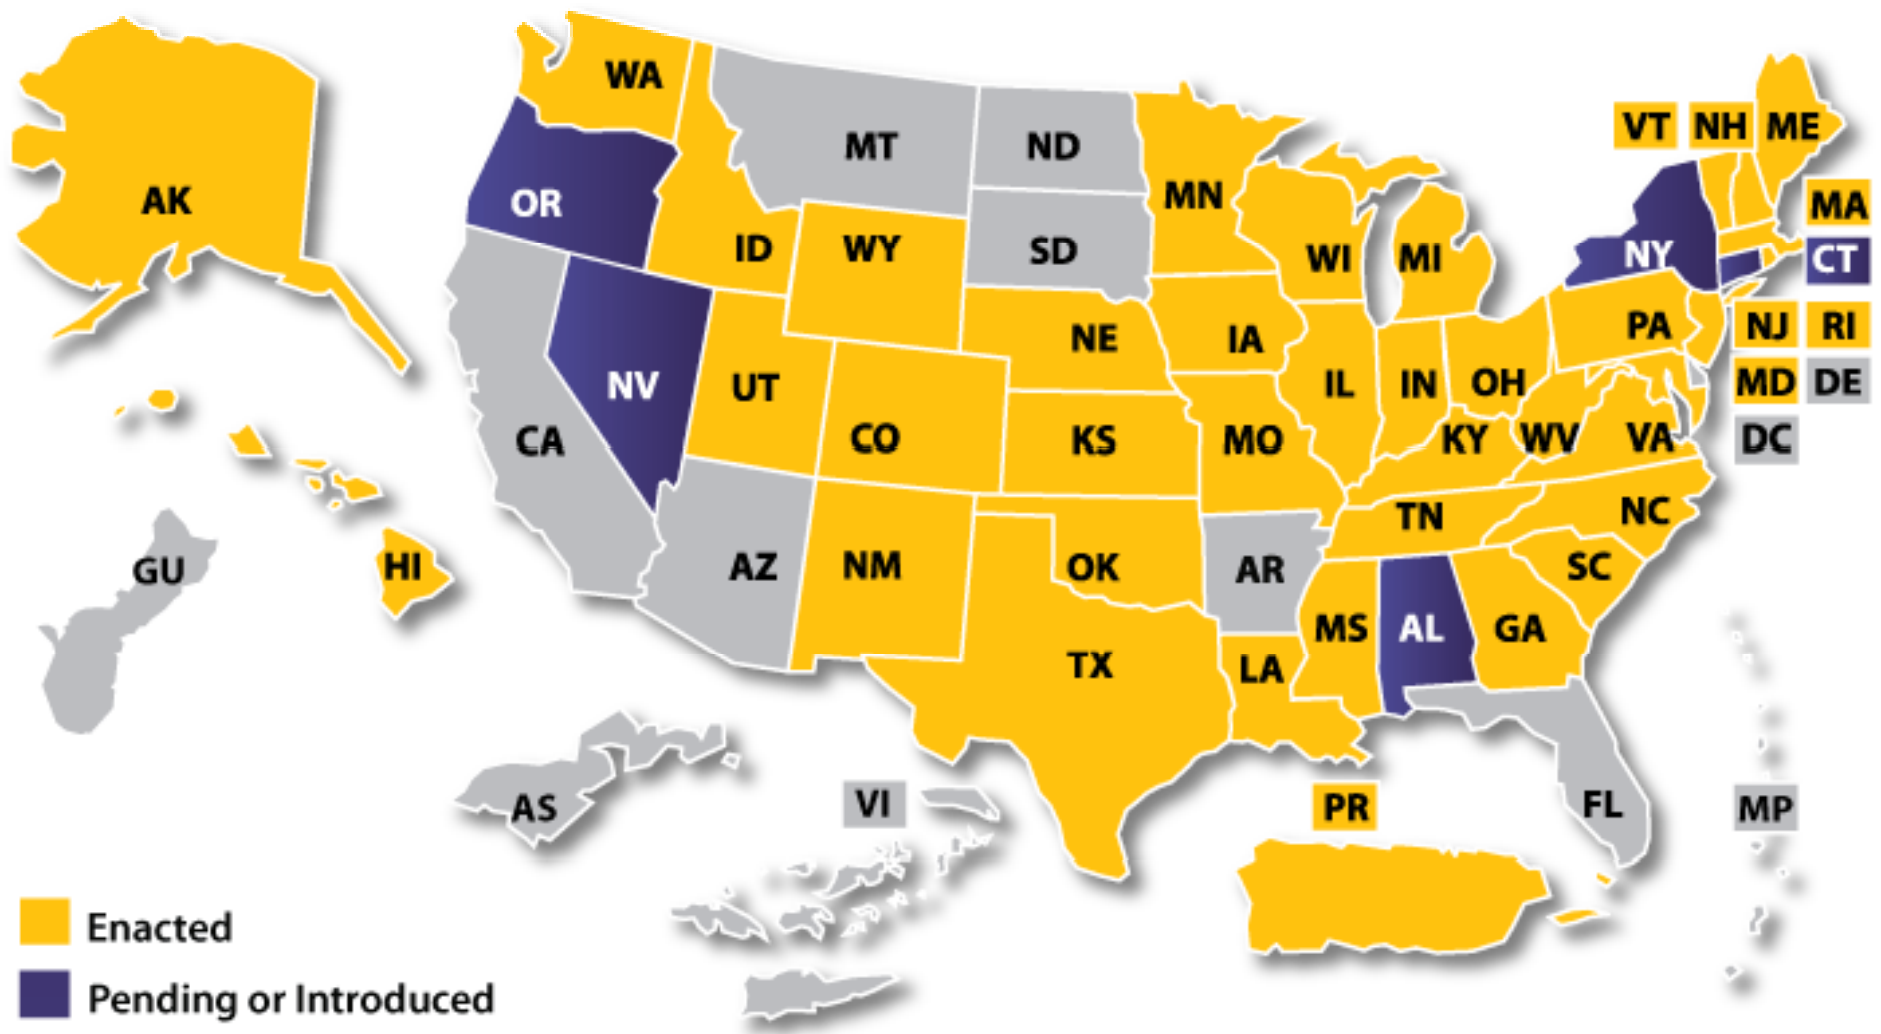 WA
MT
ND
VT
NH
ME
AK
OR
MN
MA
ID
WY
SD
WI
MI
NY
CT
NE
IA
PA
NJ
RI
NV
UT
IL
IN
OH
MD
DE
CA
CO
KS
MO
KY
WV
VA
DC
TN
NC
GU
HI
AZ
NM
OK
AR
SC
TX
LA
MS
AL
GA
AS
VI
PR
FL
MP
Enacted
Pending or Introduced